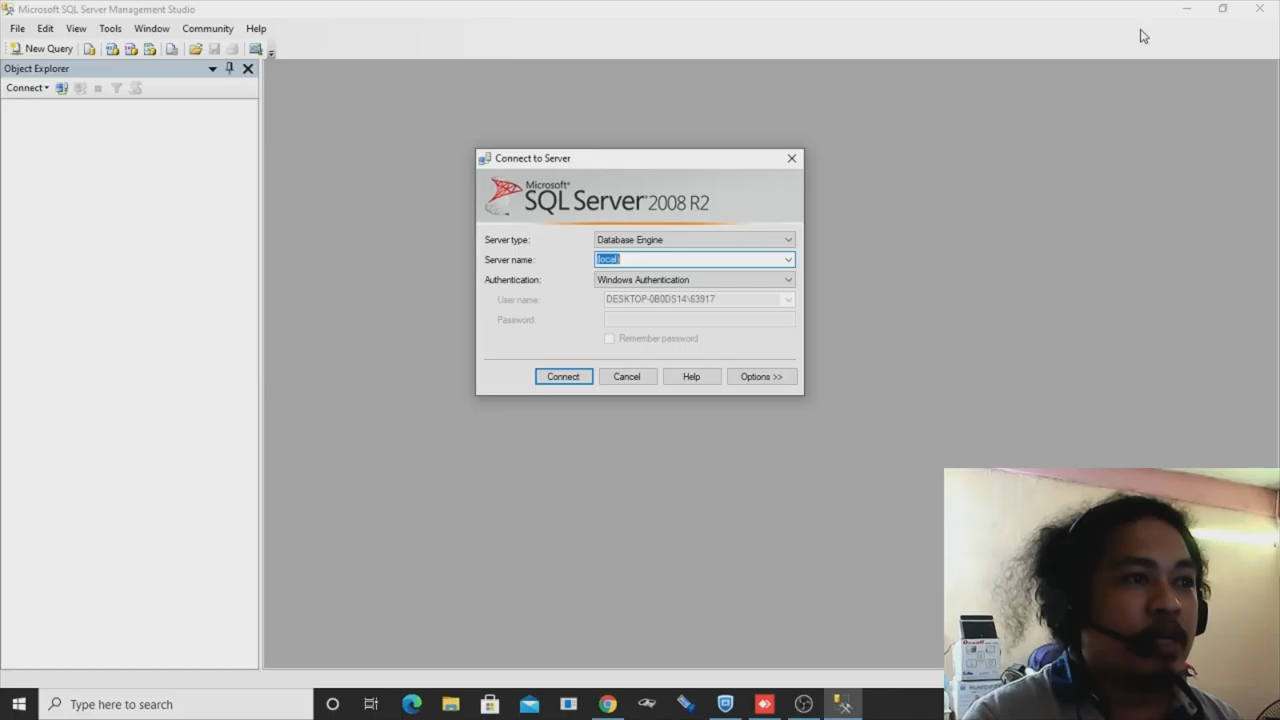 Microsoft SQL Server Management Studio
File Edit View Tools Window Community Help
New Query
Object Explorer
Connect
Connect to Server
Microsoft
SQL Server 2008 R2
Server type: Database Engine
Server name: (local)
Authentication: Windows Authentication
User name: DESKTOP-0B0DS14\63917
Password:
Remember password
Connect Cancel Help Options >>
Type here to search